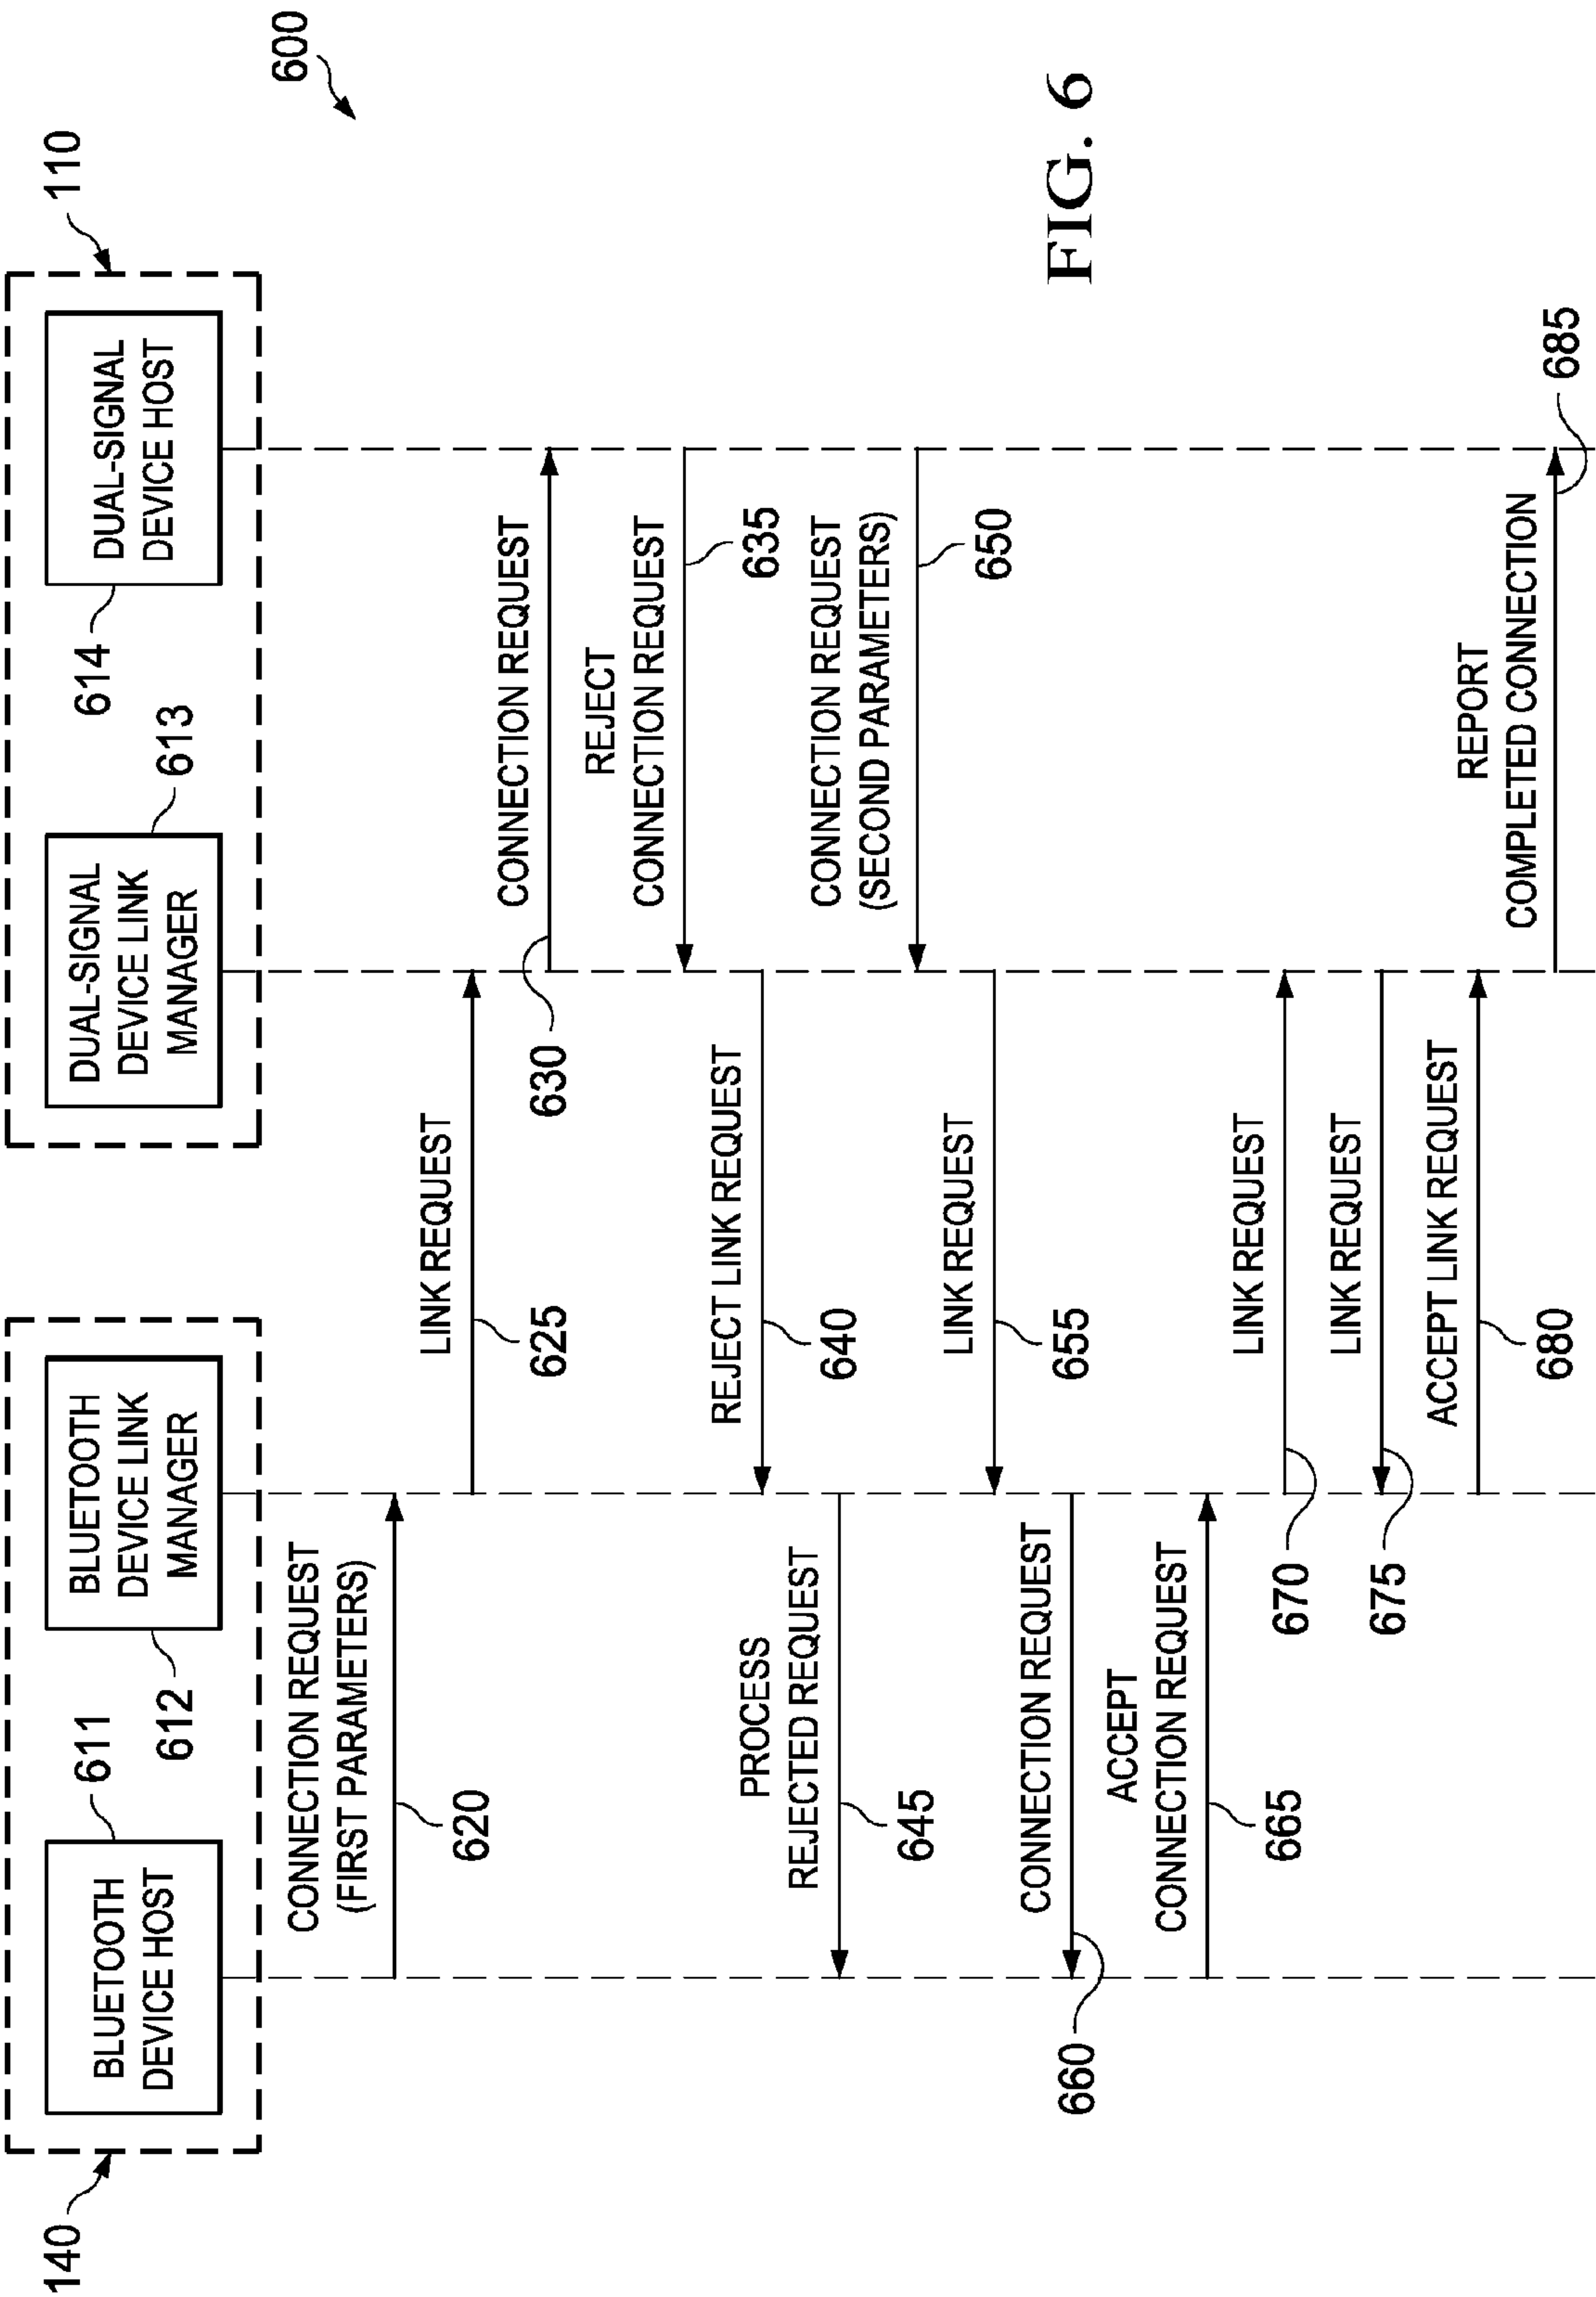 600
140
110
BLUETOOTH
DEVICE HOST
611
BLUETOOTH
DEVICE LINK
MANAGER
612
DUAL-SIGNAL
DEVICE LINK
MANAGER
613
DUAL-SIGNAL
DEVICE HOST
614
CONNECTION REQUEST
(FIRST PARAMETERS)
620
LINK REQUEST
625
CONNECTION REQUEST
630
REJECT
CONNECTION REQUEST
635
REJECT LINK REQUEST
640
PROCESS
REJECTED REQUEST
645
CONNECTION REQUEST
(SECOND PARAMETERS)
650
LINK REQUEST
655
CONNECTION REQUEST
660
ACCEPT
CONNECTION REQUEST
665
LINK REQUEST
670
LINK REQUEST
675
ACCEPT LINK REQUEST
680
REPORT
COMPLETED CONNECTION
685
FIG. 6